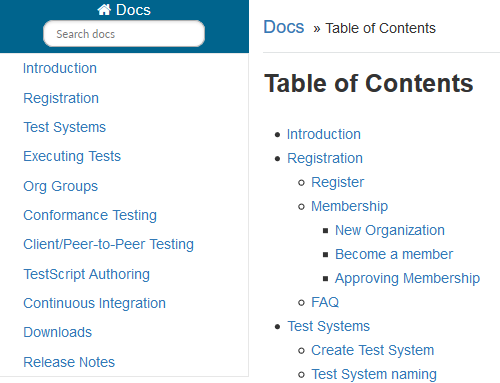 Docs
Search docs
Introduction
Registration
Test Systems
Executing Tests
Org Groups
Conformance Testing
Client/Peer-to-Peer Testing
TestScript Authoring
Continuous Integration
Downloads
Release Notes
Docs » Table of Contents
Table of Contents
Introduction
Registration
Register
Membership
New Organization
Become a member
Approving Membership
FAQ
Test Systems
Create Test System
Test System naming